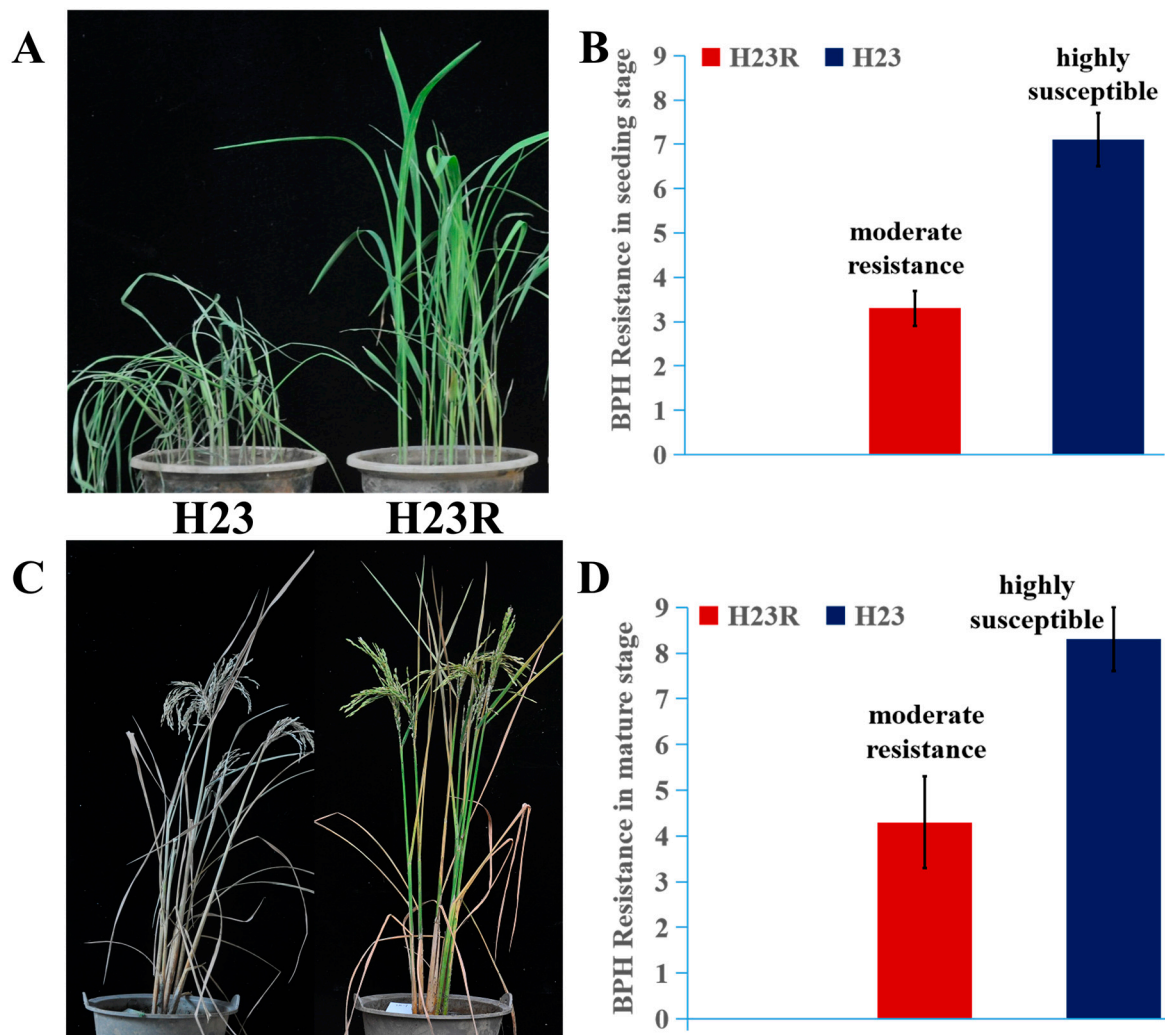 A
H23
H23R
B
BPH Resistance in seeding stage
9
8
7
6
5
4
3
2
1
0
H23R
H23
moderate
resistance
highly
susceptible
C
D
BPH Resistance in mature stage
9
8
7
6
5
4
3
2
1
0
H23R
H23
moderate
resistance
highly
susceptible